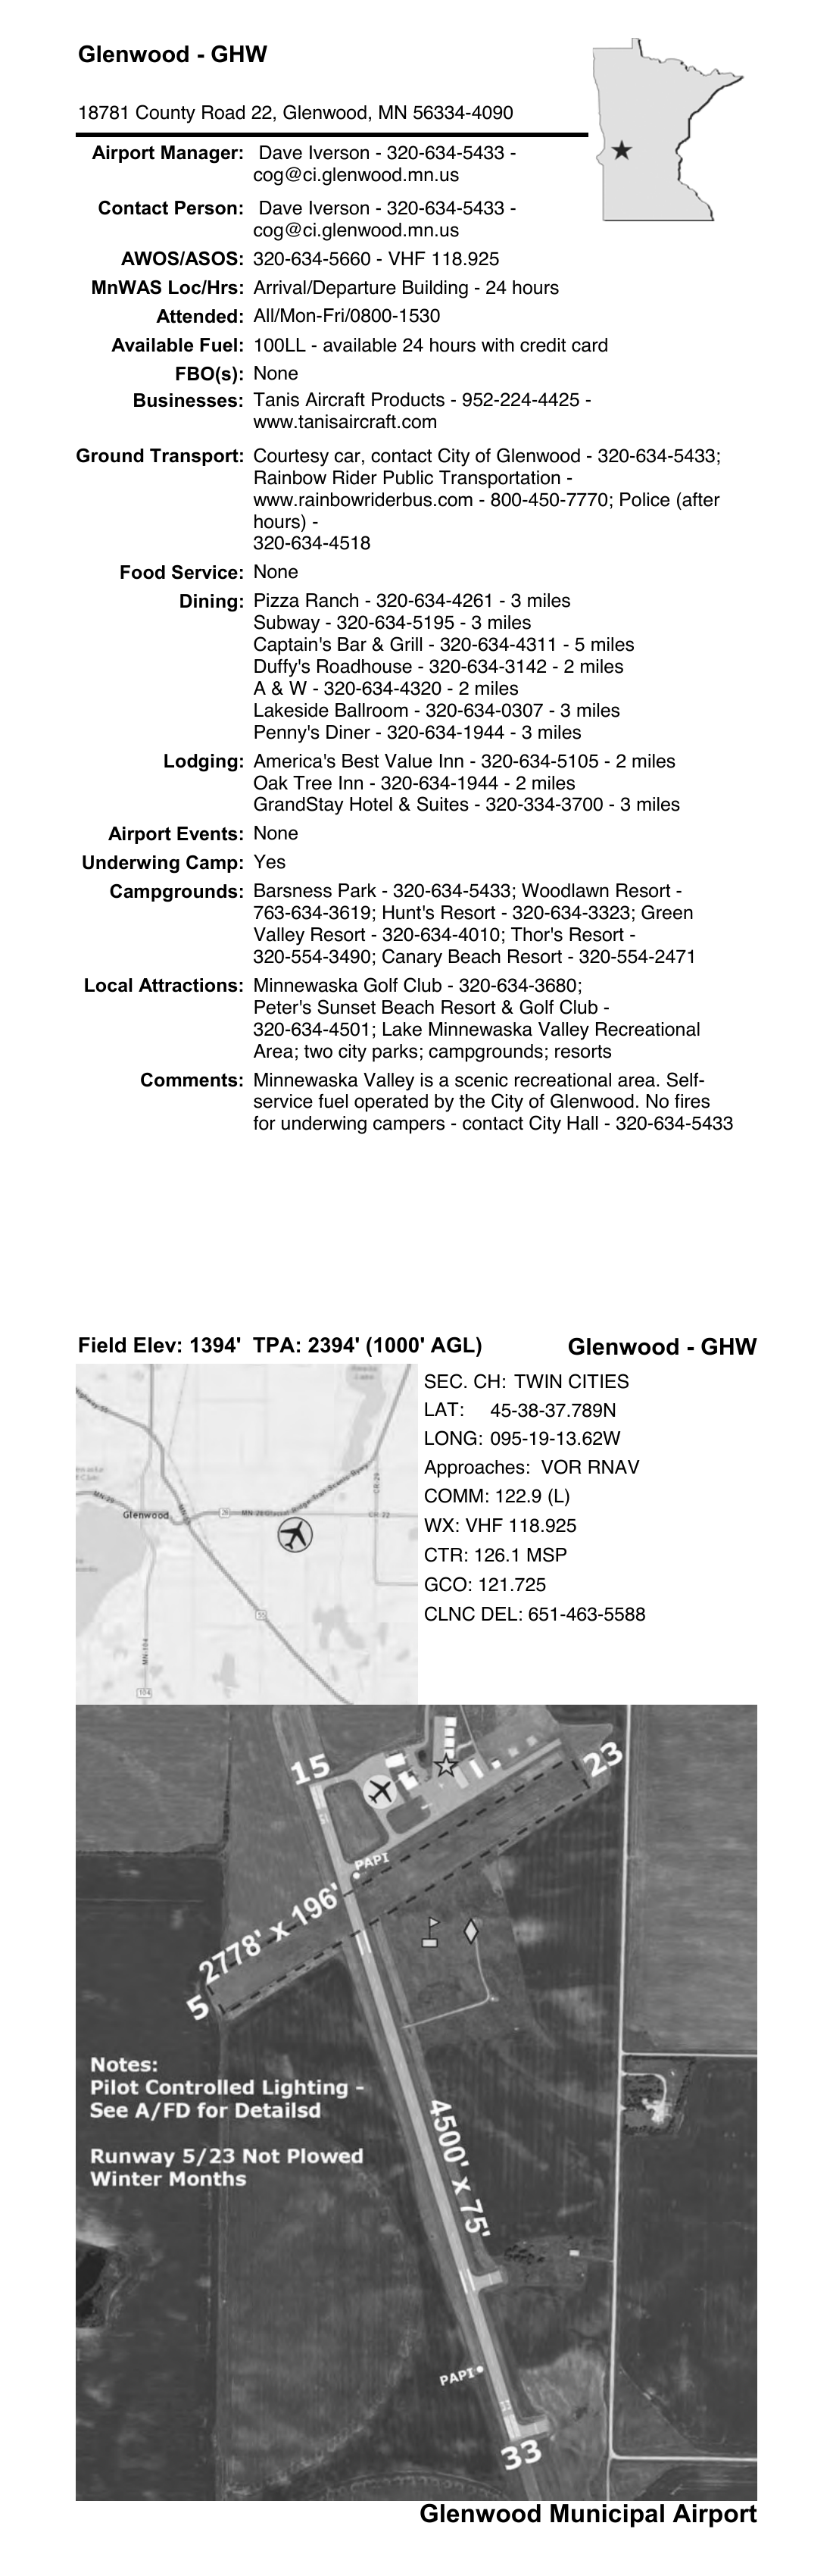 Glenwood - GHW
18781 County Road 22, Glenwood, MN 56334-4090
Airport Manager: Dave Iverson - 320-634-5433 -
cog@ci.glenwood.mn.us
Contact Person: Dave Iverson - 320-634-5433 -
cog@ci.glenwood.mn.us
AWOS/ASOS: 320-634-5660 - VHF 118.925
MnWAS Loc/Hrs: Arrival/Departure Building - 24 hours
Attended: All/Mon-Fri/0800-1530
Available Fuel: 100LL - available 24 hours with credit card
FBO(s): None
Businesses: Tanis Aircraft Products - 952-224-4425 -
www.tanisaircraft.com
Ground Transport: Courtesy car, contact City of Glenwood - 320-634-5433;
Rainbow Rider Public Transportation -
www.rainbowriderbus.com - 800-450-7770; Police (after
hours) -
320-634-4518
Food Service: None
Dining: Pizza Ranch - 320-634-4261 - 3 miles
Subway - 320-634-5195 - 3 miles
Captain's Bar & Grill - 320-634-4311 - 5 miles
Duffy's Roadhouse - 320-634-3142 - 2 miles
A & W - 320-634-4320 - 2 miles
Lakeside Ballroom - 320-634-0307 - 3 miles
Penny's Diner - 320-634-1944 - 3 miles
Lodging: America's Best Value Inn - 320-634-5105 - 2 miles
Oak Tree Inn - 320-634-1944 - 2 miles
GrandStay Hotel & Suites - 320-334-3700 - 3 miles
Airport Events: None
Underwing Camp: Yes
Campgrounds: Barsness Park - 320-634-5433; Woodlawn Resort -
763-634-3619; Hunt's Resort - 320-634-3323; Green
Valley Resort - 320-634-4010; Thor's Resort -
320-554-3490; Canary Beach Resort - 320-554-2471
Local Attractions: Minnewaska Golf Club - 320-634-3680;
Peter's Sunset Beach Resort & Golf Club -
320-634-4501; Lake Minnewaska Valley Recreational
Area; two city parks; campgrounds; resorts
Comments: Minnewaska Valley is a scenic recreational area. Self-
service fuel operated by the City of Glenwood. No fires
for underwing campers - contact City Hall - 320-634-5433
Field Elev: 1394' TPA: 2394' (1000' AGL)
Glenwood - GHW
SEC. CH: TWIN CITIES
LAT: 45-38-37.789N
LONG: 095-19-13.62W
Approaches: VOR RNAV
COMM: 122.9 (L)
WX: VHF 118.925
CTR: 126.1 MSP
GCO: 121.725
CLNC DEL: 651-463-5588
MN-29
Glenwood
CR 29
CR 22
55
MN-104
104
15
23
PAPI
2778' x 196'
5
Notes:
Pilot Controlled Lighting -
See A/FD for Detailsd
Runway 5/23 Not Plowed
Winter Months
4500' x 75'
PAPI
33
33
Glenwood Municipal Airport